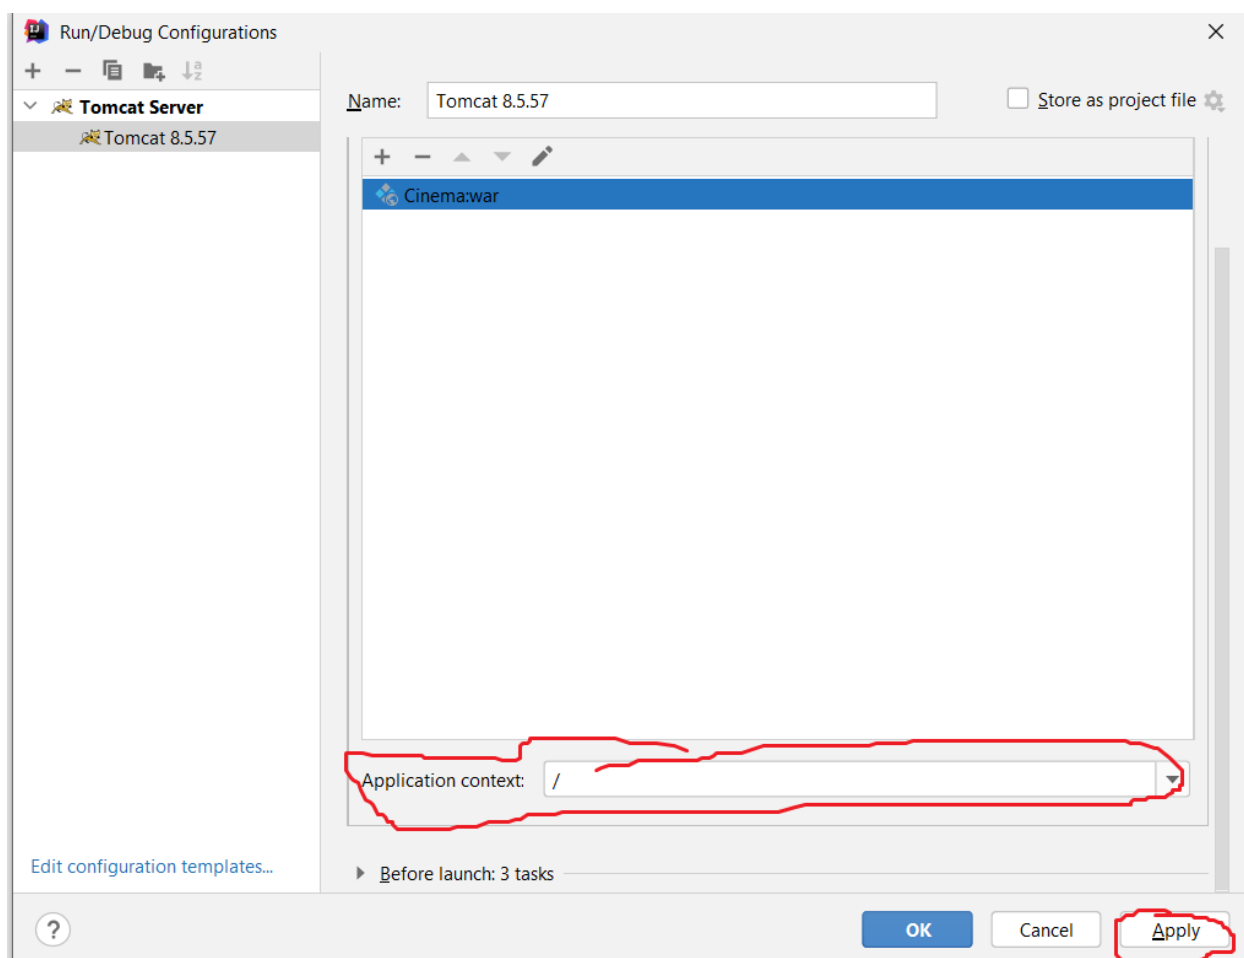 Run/Debug Configurations
Tomcat Server
Tomcat 8.5.57
Name: Tomcat 8.5.57
Store as project file
Cinema:war
Application context: /
Edit configuration templates...
Before launch: 3 tasks
? OK Cancel Apply